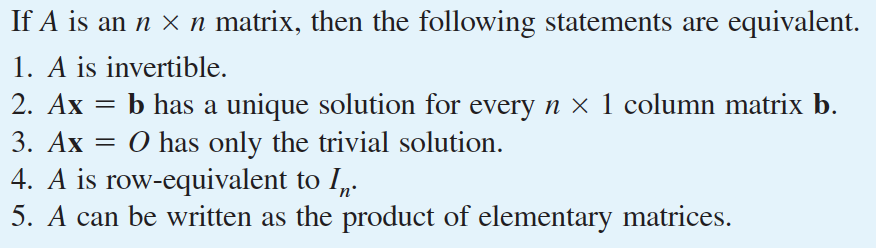 If A is an n × n matrix, then the following statements are equivalent.
1. A is invertible.
2. Ax = b has a unique solution for every n × 1 column matrix b.
3. Ax = O has only the trivial solution.
4. A is row-equivalent to Iₙ.
5. A can be written as the product of elementary matrices.